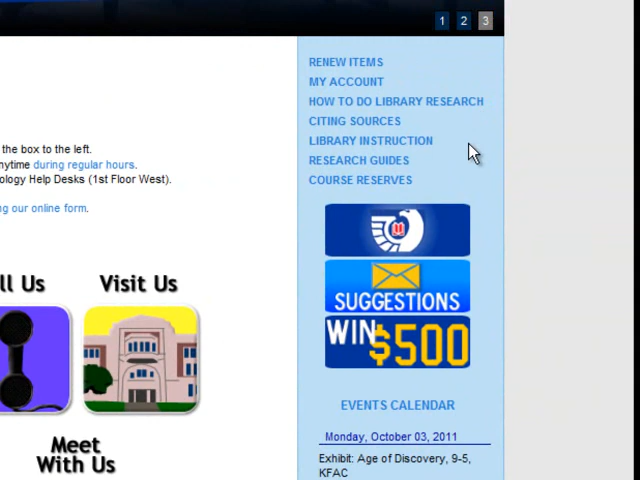 1 2 3
RENEW ITEMS
MY ACCOUNT
HOW TO DO LIBRARY RESEARCH
CITING SOURCES
LIBRARY INSTRUCTION
RESEARCH GUIDES
COURSE RESERVES
the box to the left.
during regular hours.
Help Desks (1st Floor West).
our online form.
SUGGESTIONS
WIN $500
Us
Visit Us
Meet
With Us
EVENTS CALENDAR
Monday, October 03, 2011
Exhibit: Age of Discovery, 9-5,
KFAC